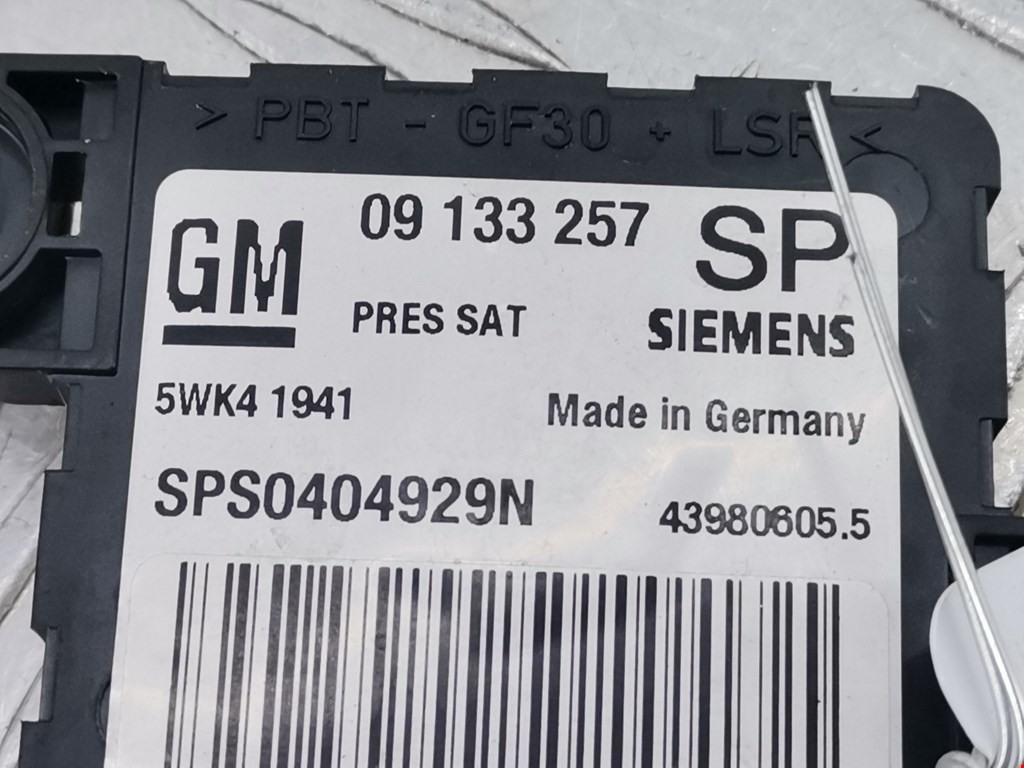 > PBT - GF30 + LSR <
GM 09 133 257 SP
PRES SAT SIEMENS
5WK4 1941 Made in Germany
SPS0404929N 43980605.5